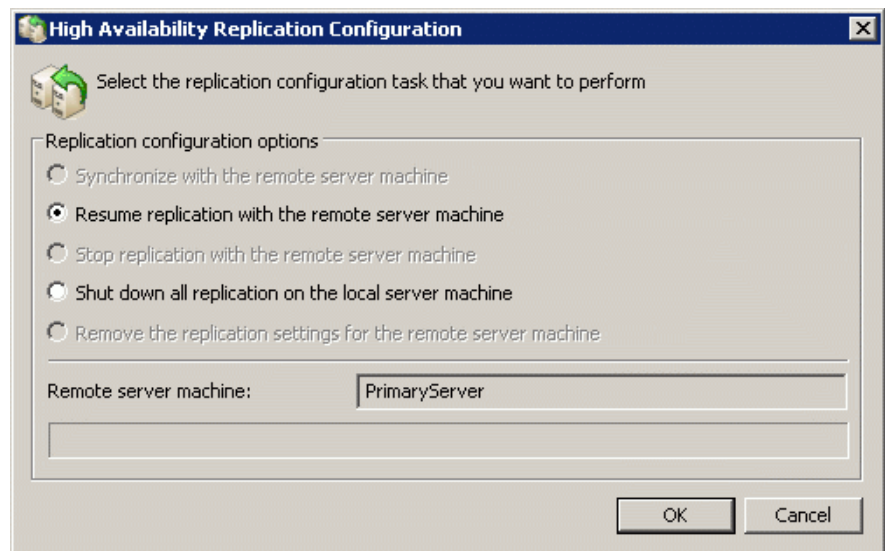 High Availability Replication Configuration
Select the replication configuration task that you want to perform
Replication configuration options
Synchronize with the remote server machine
Resume replication with the remote server machine
Stop replication with the remote server machine
Shut down all replication on the local server machine
Remove the replication settings for the remote server machine
Remote server machine: PrimaryServer
OK Cancel